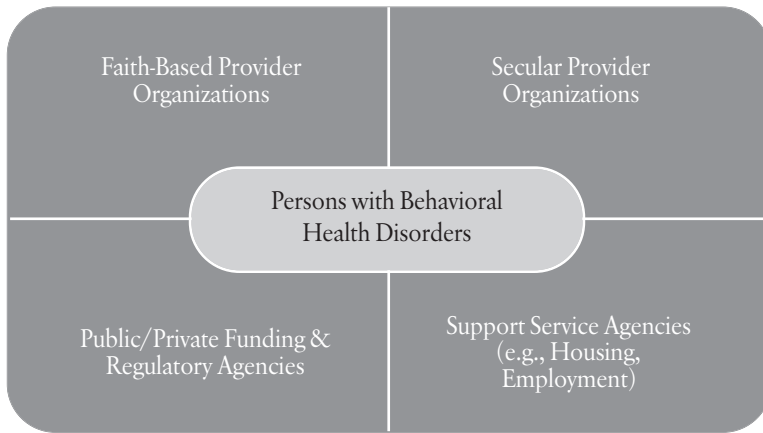 Faith-Based Provider
Organizations
Secular Provider
Organizations
Persons with Behavioral
Health Disorders
Public/Private Funding &
Regulatory Agencies
Support Service Agencies
(e.g., Housing,
Employment)